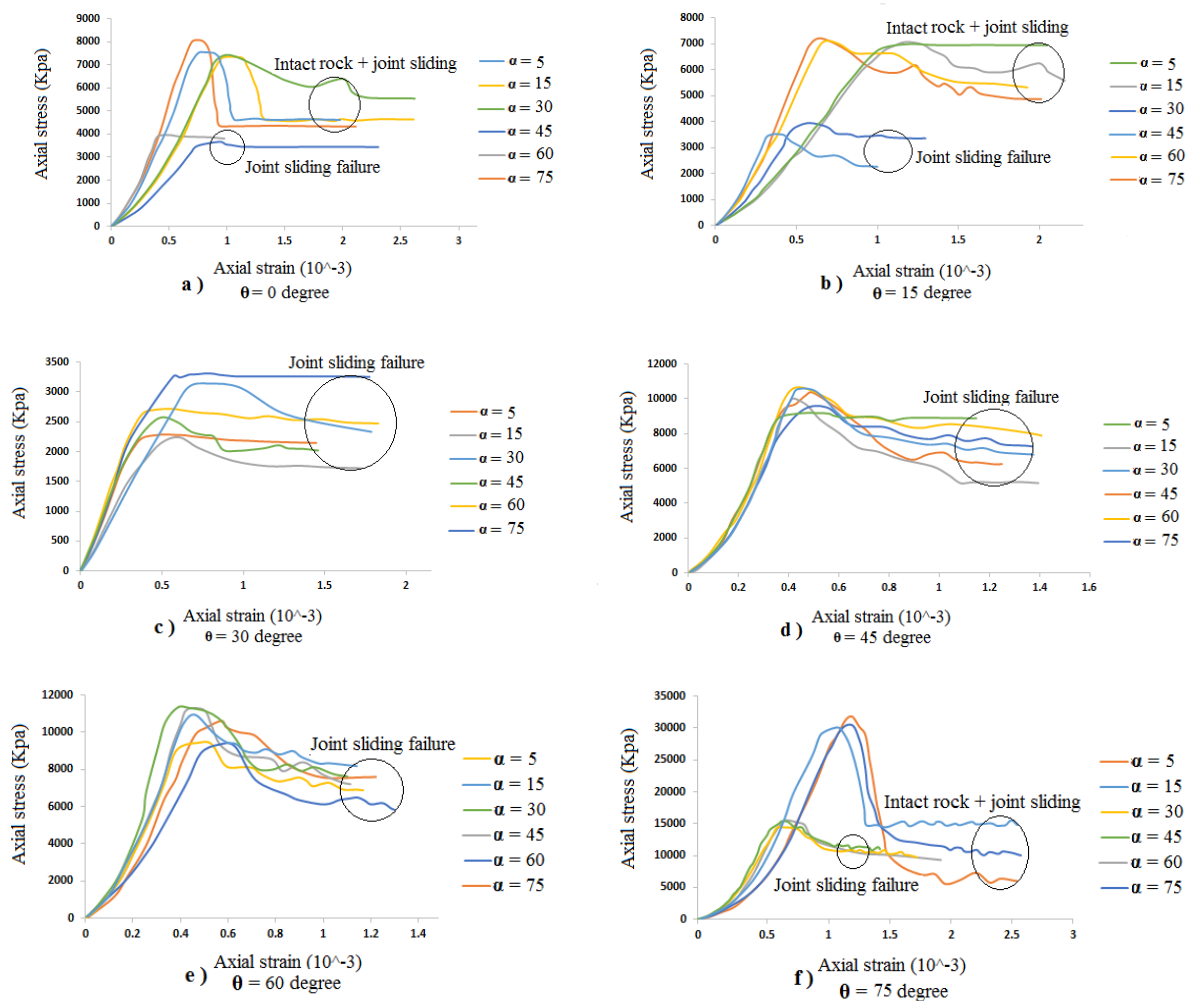 Axial stress (Kpa)
9000
8000
7000
6000
5000
4000
3000
2000
1000
0
0
0.5
1
1.5
2
2.5
3
Intact rock + joint sliding
Joint sliding failure
α = 5
α = 15
α = 30
α = 45
α = 60
α = 75
Axial strain (10^-3)
a )
θ = 0 degree
Axial stress (Kpa)
8000
7000
6000
5000
4000
3000
2000
1000
0
0
0.5
1
1.5
2
Intact rock + joint sliding
Joint sliding failure
α = 5
α = 15
α = 30
α = 45
α = 60
α = 75
Axial strain (10^-3)
b )
θ = 15 degree
Axial stress (Kpa)
3500
3000
2500
2000
1500
1000
500
0
0
0.5
1
1.5
2
Joint sliding failure
α = 5
α = 15
α = 30
α = 45
α = 60
α = 75
Axial strain (10^-3)
c )
θ = 30 degree
Axial stress (Kpa)
12000
10000
8000
6000
4000
2000
0
0
0.2
0.4
0.6
0.8
1
1.2
1.4
1.6
Joint sliding failure
α = 5
α = 15
α = 30
α = 45
α = 60
α = 75
Axial strain (10^-3)
d )
θ = 45 degree
Axial stress (Kpa)
12000
10000
8000
6000
4000
2000
0
0
0.2
0.4
0.6
0.8
1
1.2
1.4
Joint sliding failure
α = 5
α = 15
α = 30
α = 45
α = 60
α = 75
Axial strain (10^-3)
e )
θ = 60 degree
Axial stress (Kpa)
35000
30000
25000
20000
15000
10000
5000
0
0
0.5
1
1.5
2
2.5
3
Intact rock + joint sliding
Joint sliding failure
α = 5
α = 15
α = 30
α = 45
α = 60
α = 75
Axial strain (10^-3)
f )
θ = 75 degree